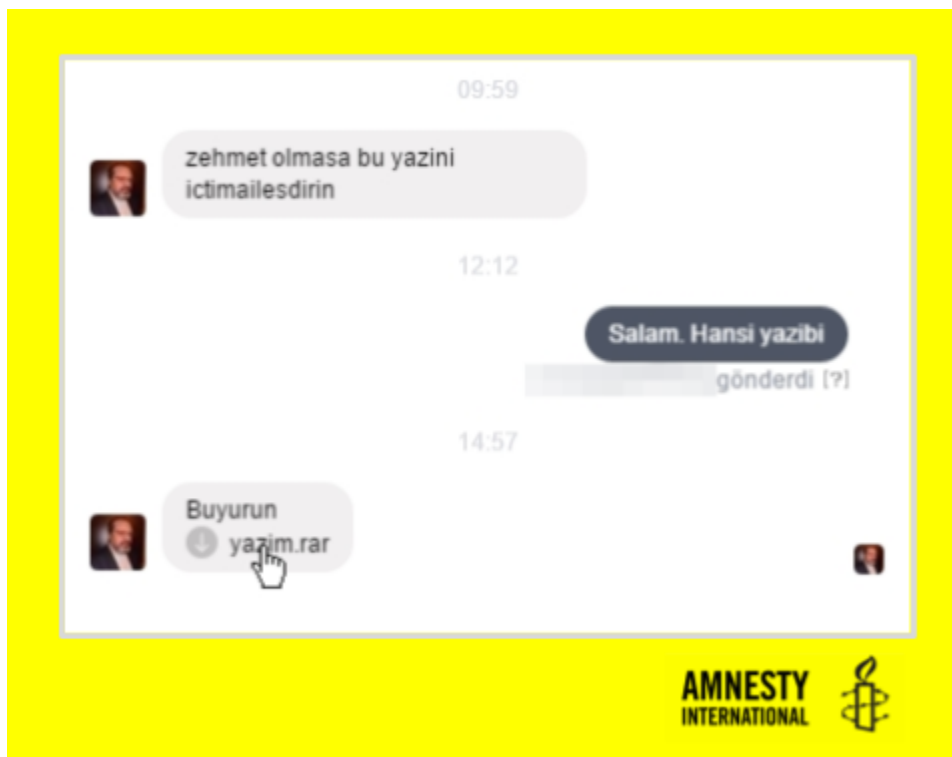 09:59
zehmet olmasa bu yazini
ictimailesdirin
12:12
Salam. Hansi yazibi
gönderdi [?]
14:57
Buyurun
yazim.rar
AMNESTY
INTERNATIONAL